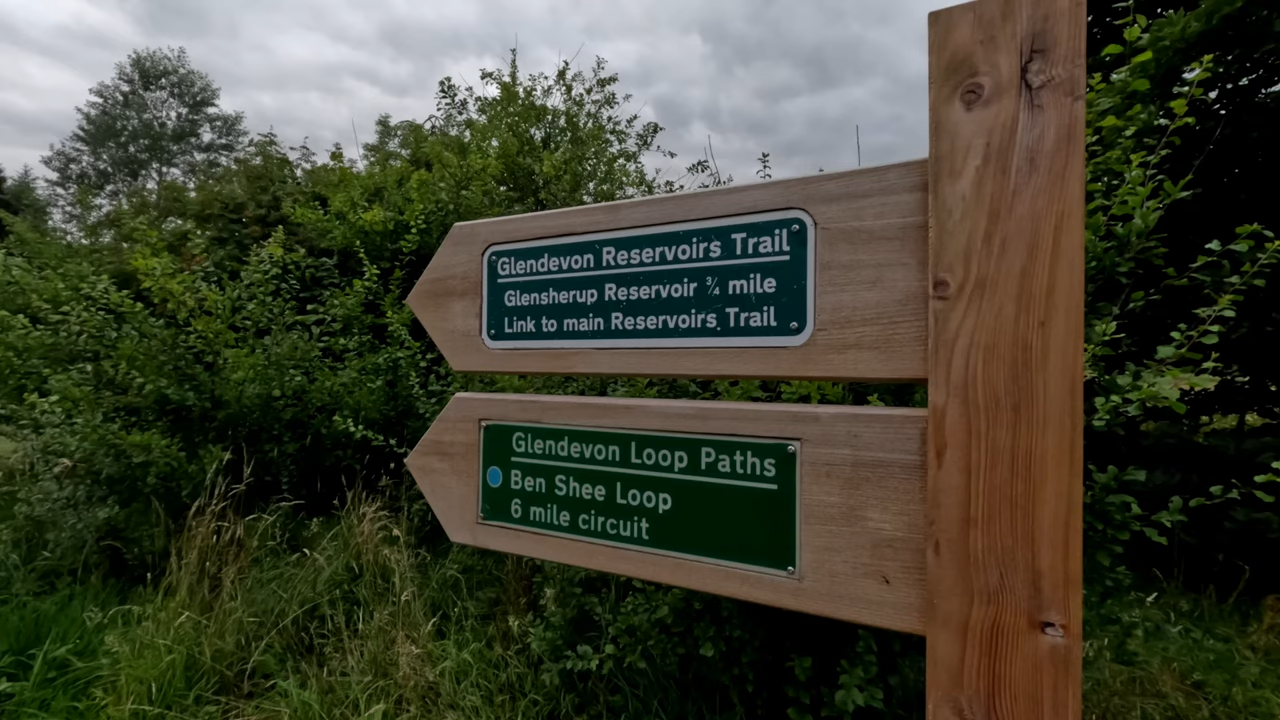 Glendevon Reservoirs Trail
Glensherup Reservoir ¾ mile
Link to main Reservoirs Trail
Glendevon Loop Paths
Ben Shee Loop
6 mile circuit